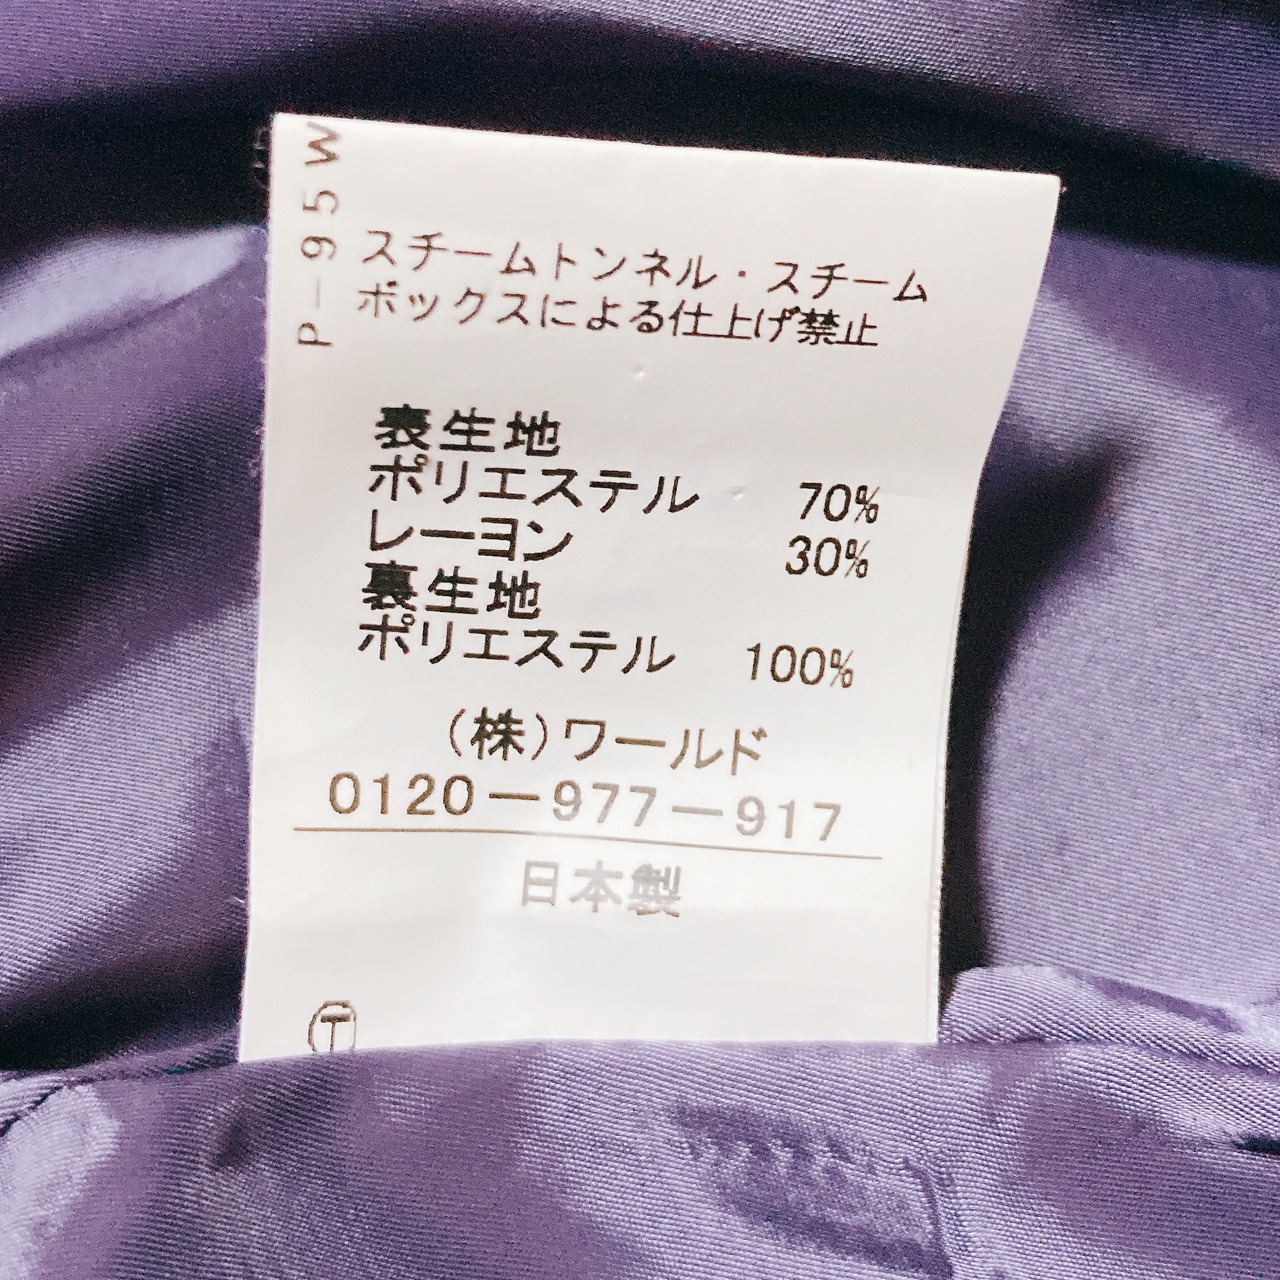 P-95W
スチームトンネル・スチーム
ボックスによる仕上げ禁止
表生地
ポリエステル 70%
レーヨン 30%
裏生地
ポリエステル 100%
(株)ワールド
0120-977-917
日本製
T